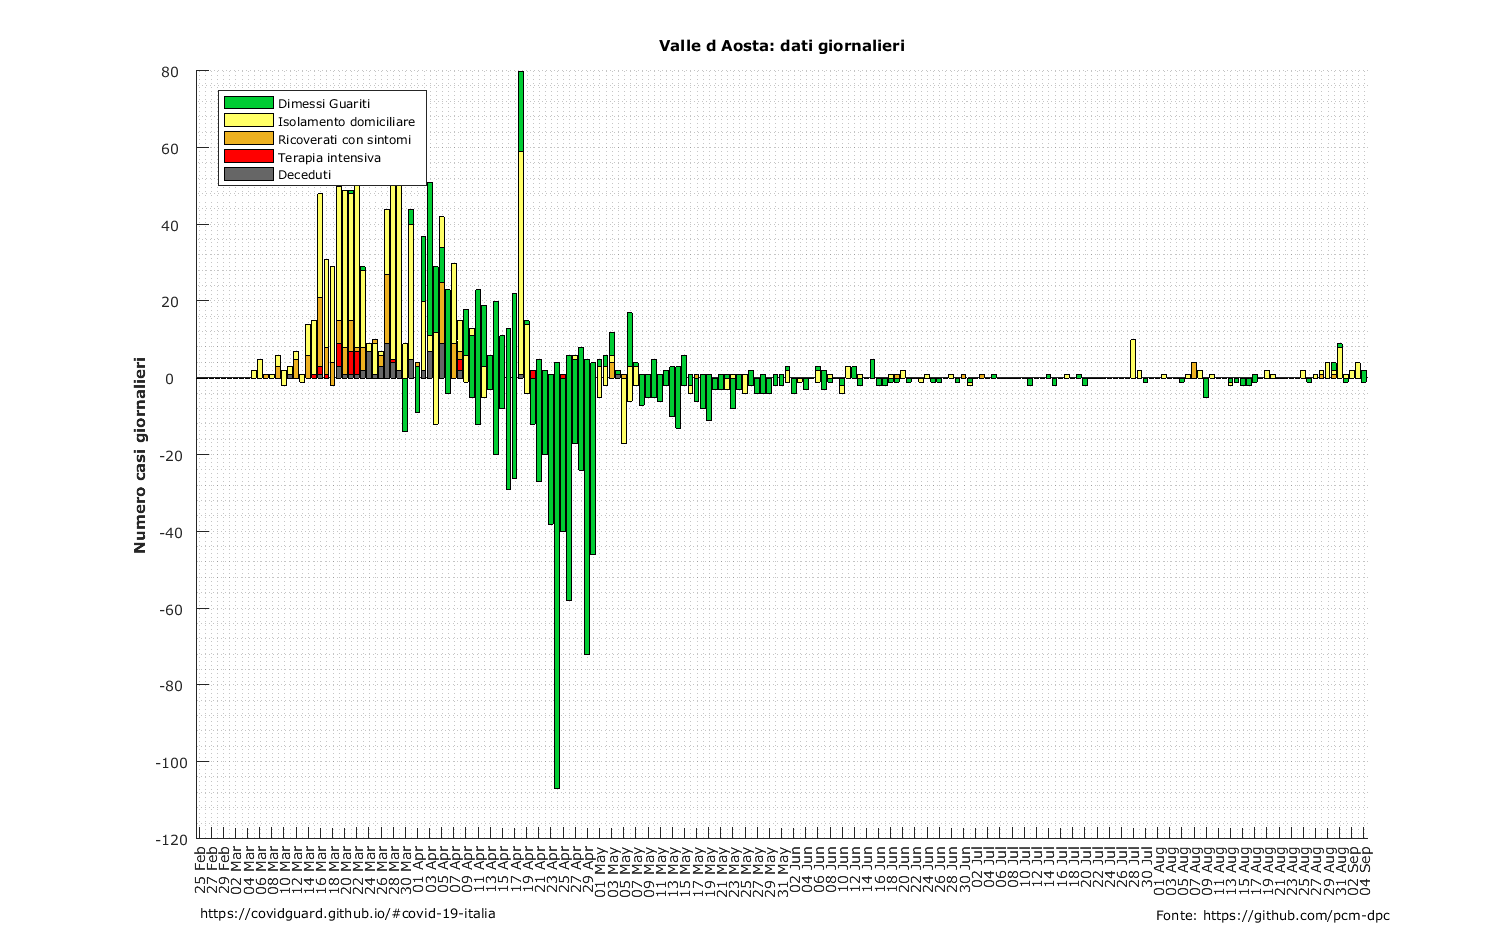 Valle d Aosta: dati giornalieri
80
60
40
20
0
-20
-40
-60
-80
-100
-120
Numero casi giornalieri
Dimessi Guariti
Isolamento domiciliare
Ricoverati con sintomi
Terapia intensiva
Deceduti
25 Feb
27 Feb
29 Feb
02 Mar
04 Mar
06 Mar
08 Mar
10 Mar
12 Mar
14 Mar
16 Mar
18 Mar
20 Mar
22 Mar
24 Mar
26 Mar
28 Mar
30 Mar
01 Apr
03 Apr
05 Apr
07 Apr
09 Apr
11 Apr
13 Apr
15 Apr
17 Apr
19 Apr
21 Apr
23 Apr
25 Apr
27 Apr
29 Apr
01 May
03 May
05 May
07 May
09 May
11 May
13 May
15 May
17 May
19 May
21 May
23 May
25 May
27 May
29 May
31 May
02 Jun
04 Jun
06 Jun
08 Jun
10 Jun
12 Jun
14 Jun
16 Jun
18 Jun
20 Jun
22 Jun
24 Jun
26 Jun
28 Jun
30 Jun
02 Jul
04 Jul
06 Jul
08 Jul
10 Jul
12 Jul
14 Jul
16 Jul
18 Jul
20 Jul
22 Jul
24 Jul
26 Jul
28 Jul
30 Jul
01 Aug
03 Aug
05 Aug
07 Aug
09 Aug
11 Aug
13 Aug
15 Aug
17 Aug
19 Aug
21 Aug
23 Aug
25 Aug
27 Aug
29 Aug
31 Aug
02 Sep
04 Sep
https://covidguard.github.io/#covid-19-italia
Fonte: https://github.com/pcm-dpc